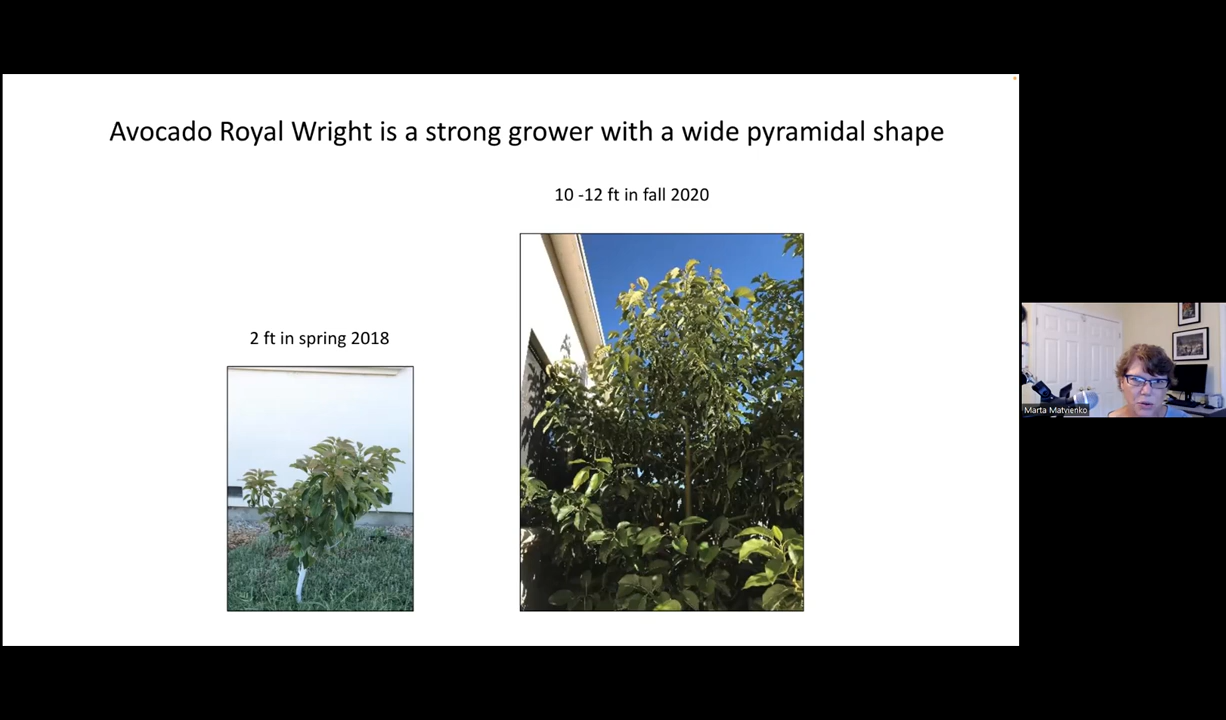 Avocado Royal Wright is a strong grower with a wide pyramidal shape
10 -12 ft in fall 2020
2 ft in spring 2018
Marta Matvienko